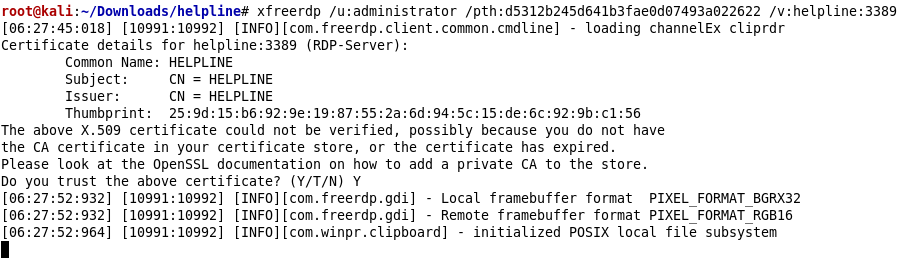 root@kali:~/Downloads/helpline# xfreerdp /u:administrator /pth:d5312b245d641b3fae0d07493a022622 /v:helpline:3389
[06:27:45:018] [10991:10992] [INFO][com.freerdp.client.common.cmdline] - loading channelEx cliprdr
Certificate details for helpline:3389 (RDP-Server):
        Common Name: HELPLINE
        Subject:     CN = HELPLINE
        Issuer:      CN = HELPLINE
        Thumbprint:  25:9d:15:b6:92:9e:19:87:55:2a:6d:94:5c:15:de:6c:92:9b:c1:56
The above X.509 certificate could not be verified, possibly because you do not have
the CA certificate in your certificate store, or the certificate has expired.
Please look at the OpenSSL documentation on how to add a private CA to the store.
Do you trust the above certificate? (Y/T/N) Y
[06:27:52:932] [10991:10992] [INFO][com.freerdp.gdi] - Local framebuffer format  PIXEL_FORMAT_BGRX32
[06:27:52:932] [10991:10992] [INFO][com.freerdp.gdi] - Remote framebuffer format PIXEL_FORMAT_RGB16
[06:27:52:964] [10991:10992] [INFO][com.winpr.clipboard] - initialized POSIX local file subsystem